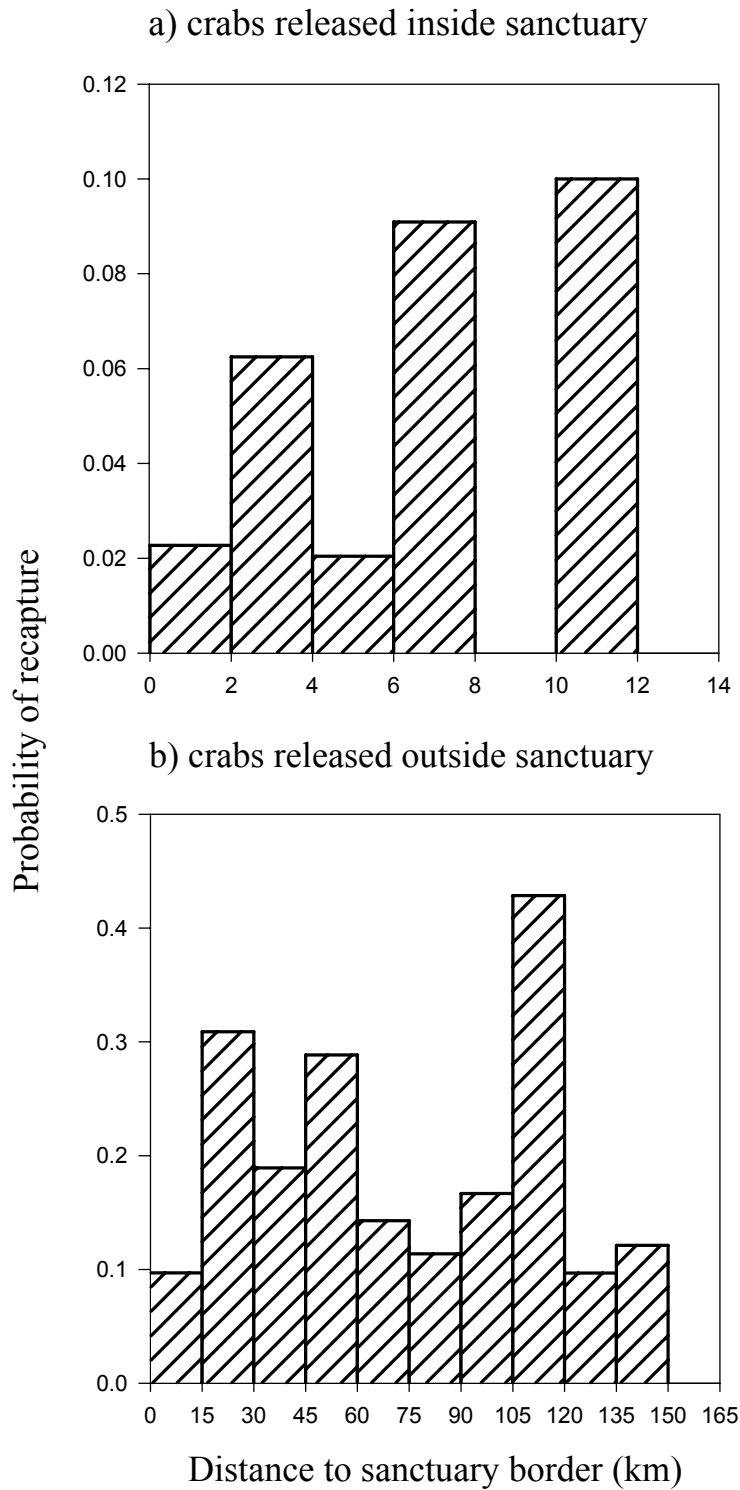 a) crabs released inside sanctuary
0.12
0.10
0.08
0.06
0.04
0.02
0.00
0 2 4 6 8 10 12 14
Probability of recapture
b) crabs released outside sanctuary
0.5
0.4
0.3
0.2
0.1
0.0
0 15 30 45 60 75 90 105 120 135 150 165
Distance to sanctuary border (km)